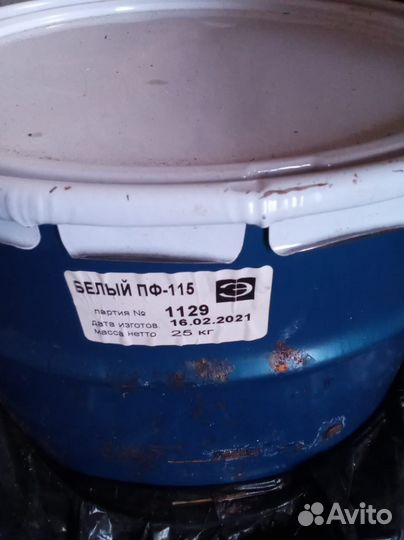 БЕЛЫЙ ПФ-115
партия № 1129
дата изготов. 16.02.2021
масса нетто 25 кг
Avito